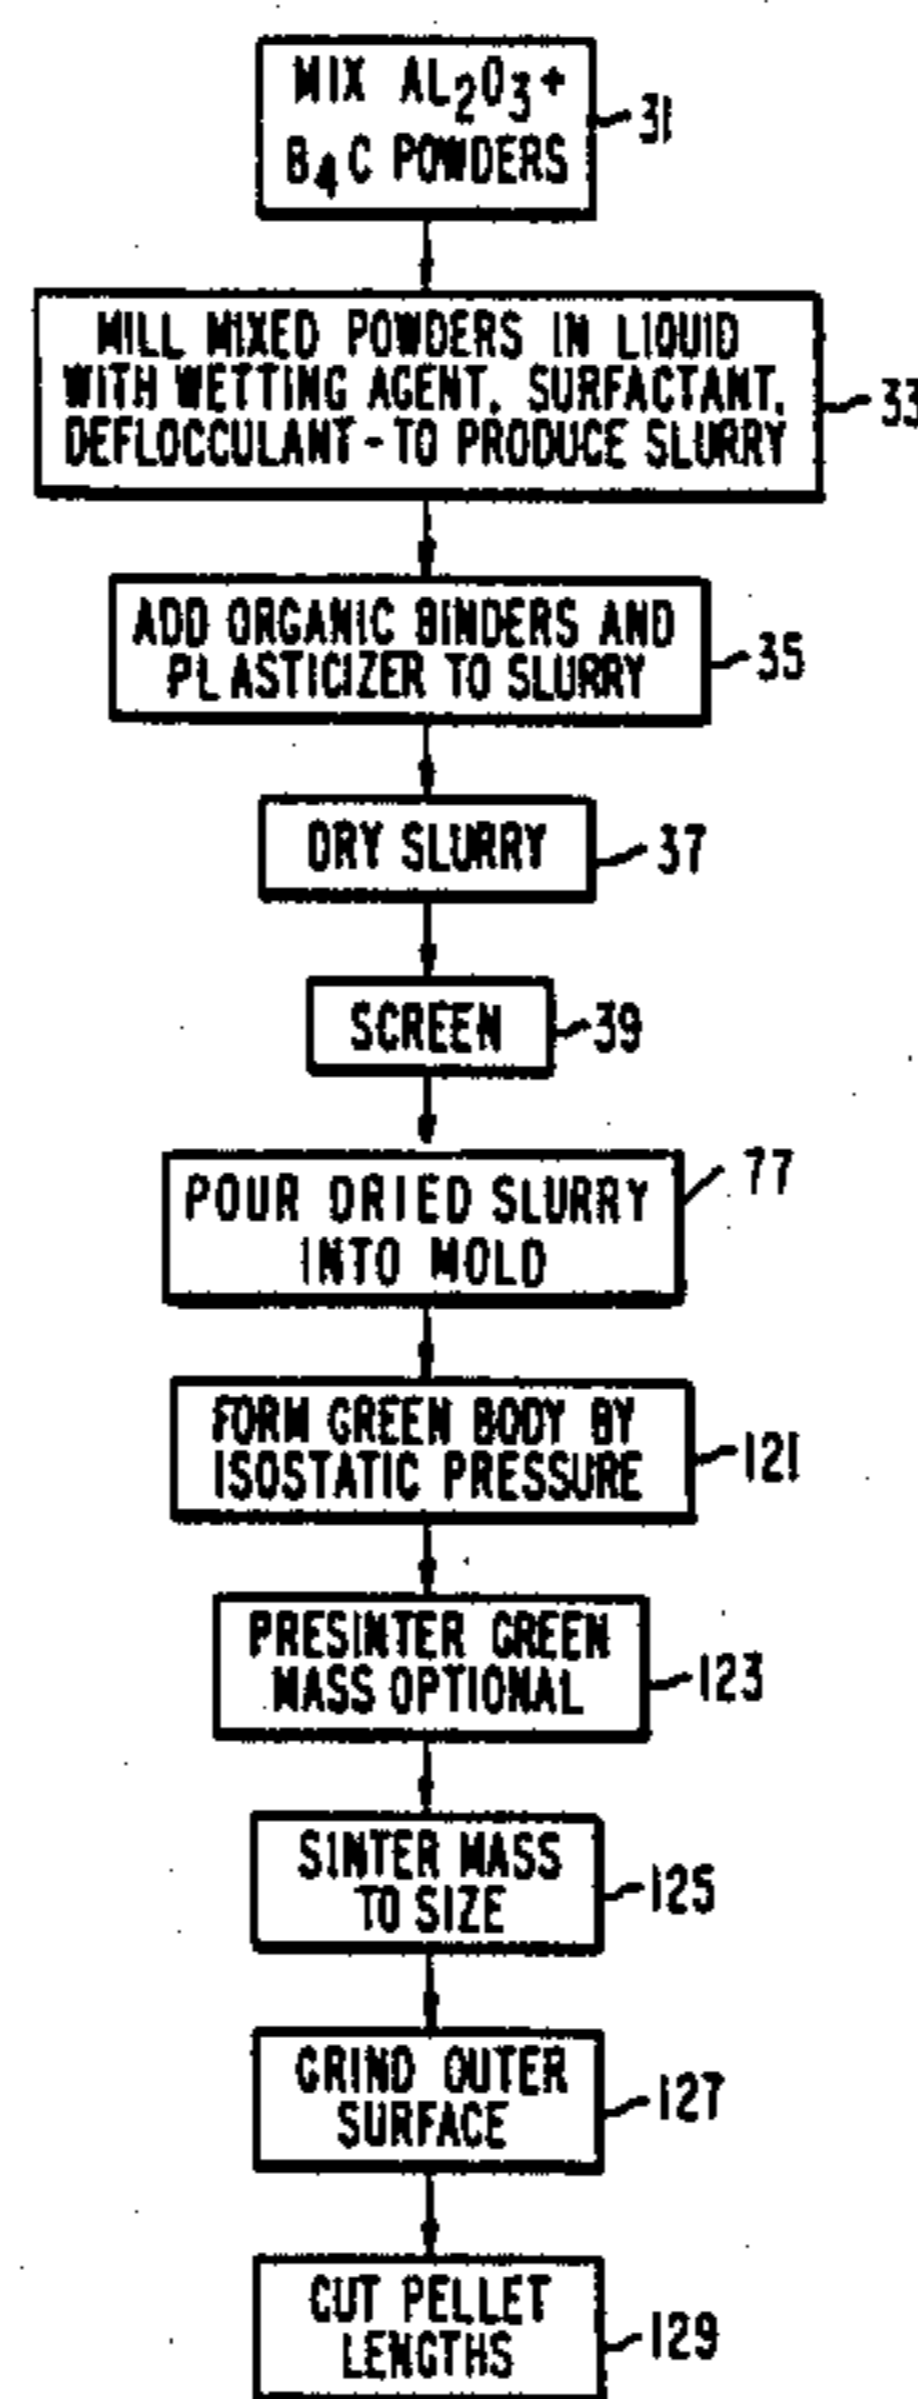 MIX AL₂O₃+
B₄C POWDERS
31
MILL MIXED POWDERS IN LIQUID
WITH WETTING AGENT, SURFACTANT,
DEFLOCCULANT-TO PRODUCE SLURRY
33
ADD ORGANIC BINDERS AND
PLASTICIZER TO SLURRY
35
DRY SLURRY
37
SCREEN
39
POUR DRIED SLURRY
INTO MOLD
77
FORM GREEN BODY BY
ISOSTATIC PRESSURE
121
PRESINTER GREEN
MASS OPTIONAL
123
SINTER MASS
TO SIZE
125
GRIND OUTER
SURFACE
127
CUT PELLET
LENGTHS
129